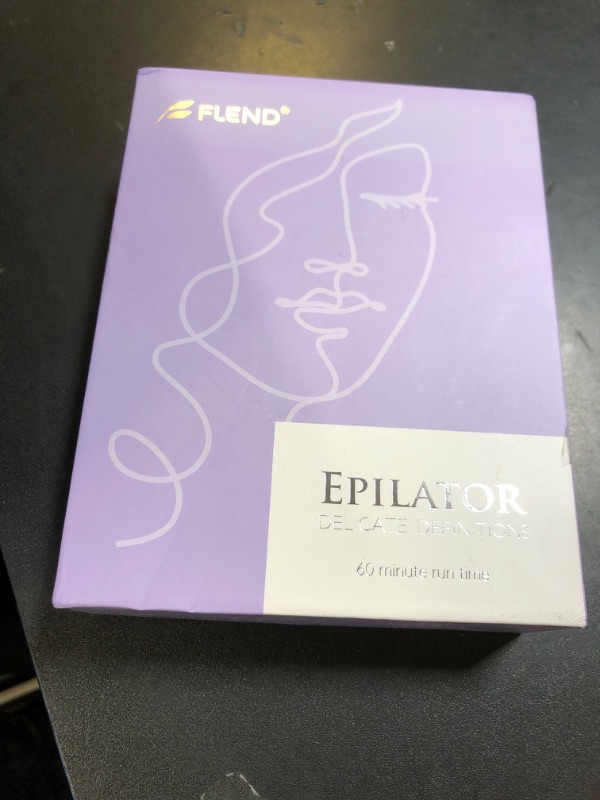 FLEND®
EPILATOR
DELICATE DEFINITIONS
60 minute run time